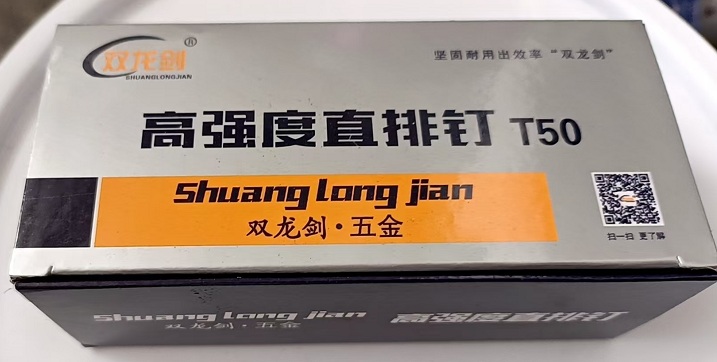 双龙剑®
SHUANGLONGJIAN
坚固耐用出效率“双龙剑”
高强度直排钉 T50
Shuang Long jian
双龙剑·五金
扫一扫 更了解
Shuang Long jian
双龙剑·五金
高强度直排钉